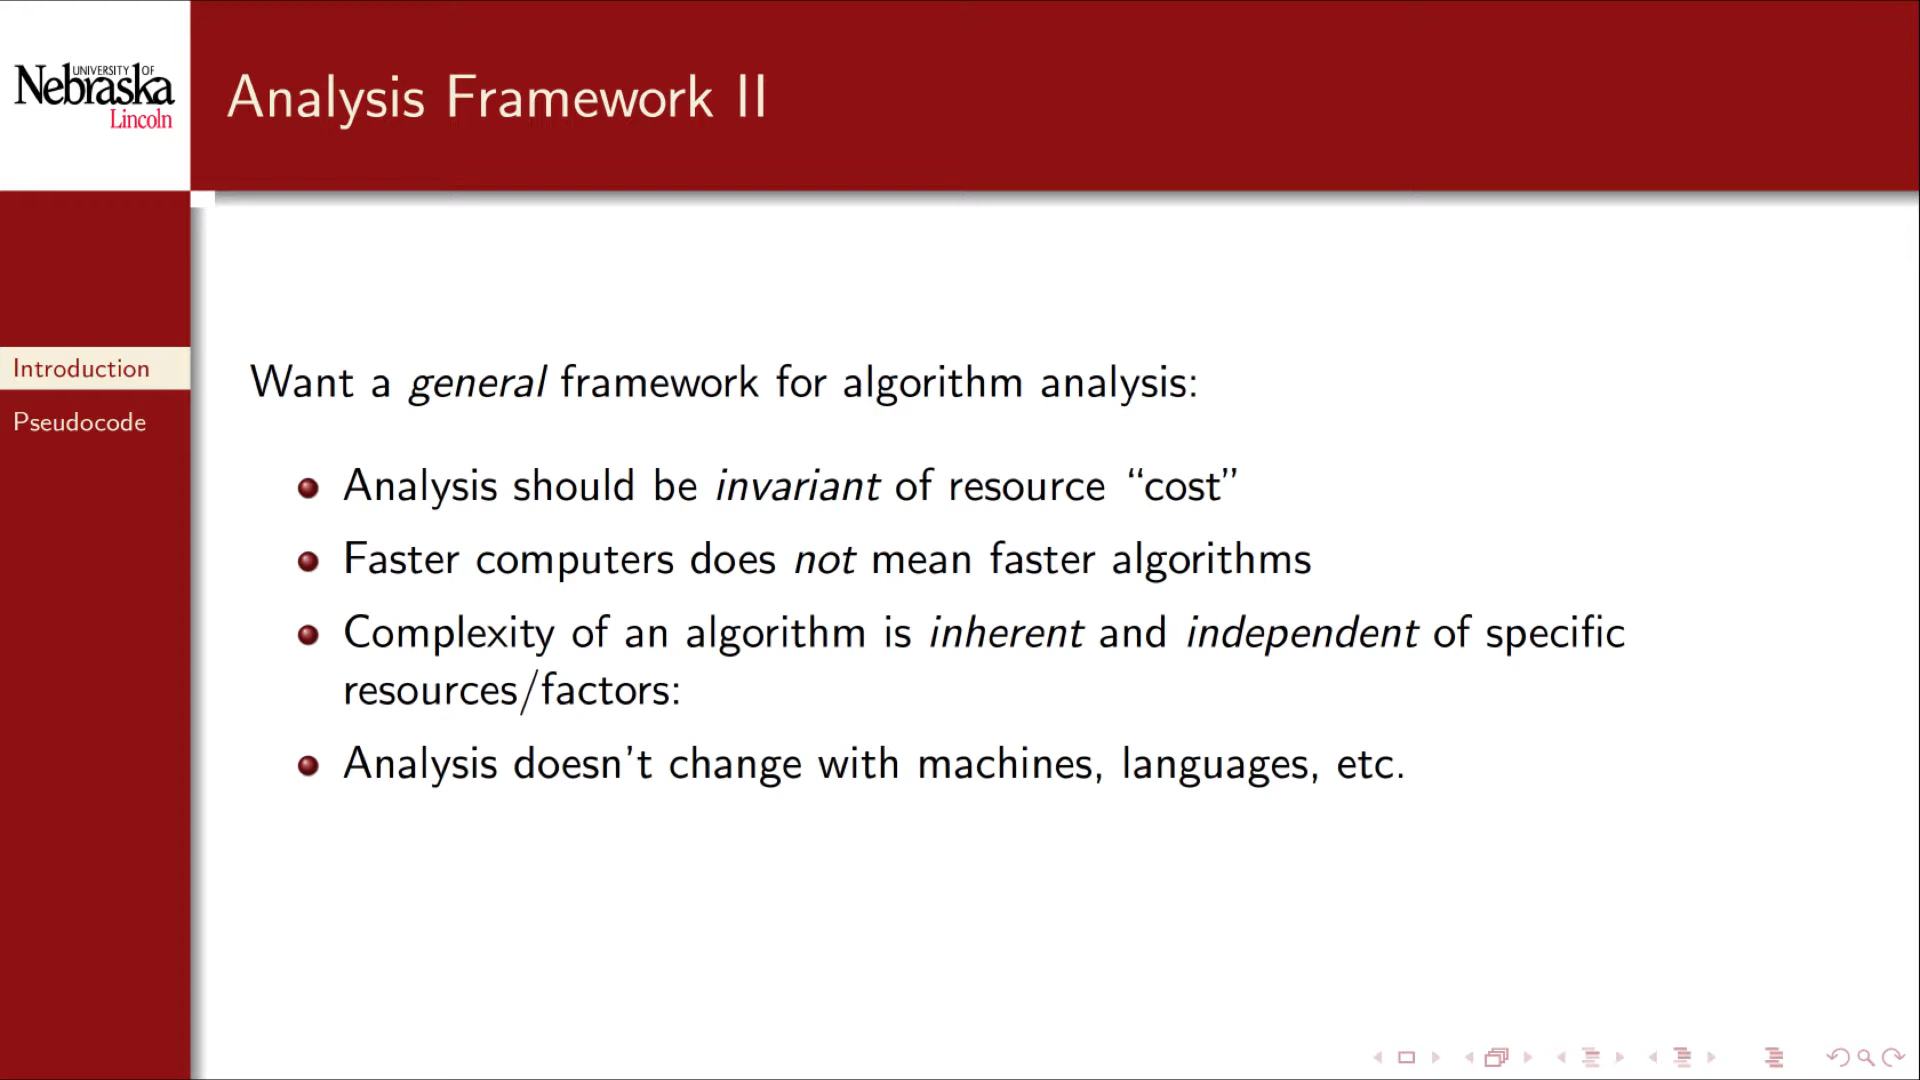 UNIVERSITY OF
Nebraska
Lincoln
Analysis Framework II
Introduction
Pseudocode
Want a general framework for algorithm analysis:
Analysis should be invariant of resource “cost”
Faster computers does not mean faster algorithms
Complexity of an algorithm is inherent and independent of specific
resources/factors:
Analysis doesn’t change with machines, languages, etc.